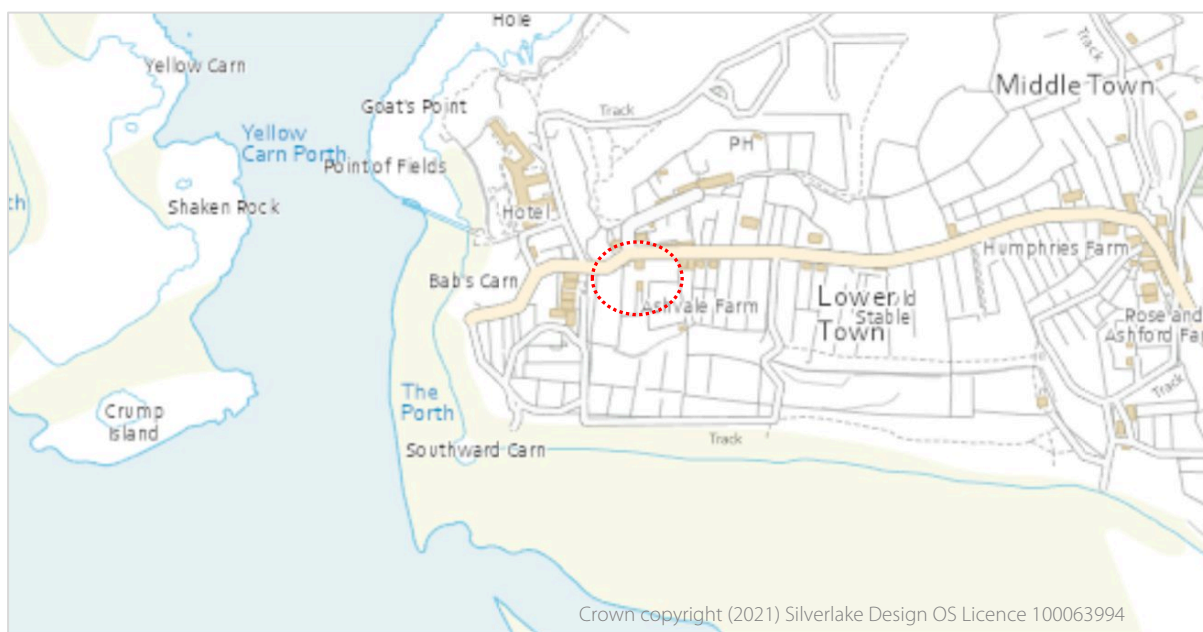 Hole
Yellow Carn
Goat's Point
Track
Track
Middle Town
Yellow
Carn Porth
PH
Point of Fields
Shaken Rock
Hotel
Humphries Farm
Bab's Carn
Ashvale Farm
Lower
Town
Stable
Rose and
Ashford
Track
The
Porth
Crump
Island
Track
Southward Carn
Crown copyright (2021) Silverlake Design OS Licence 100063994